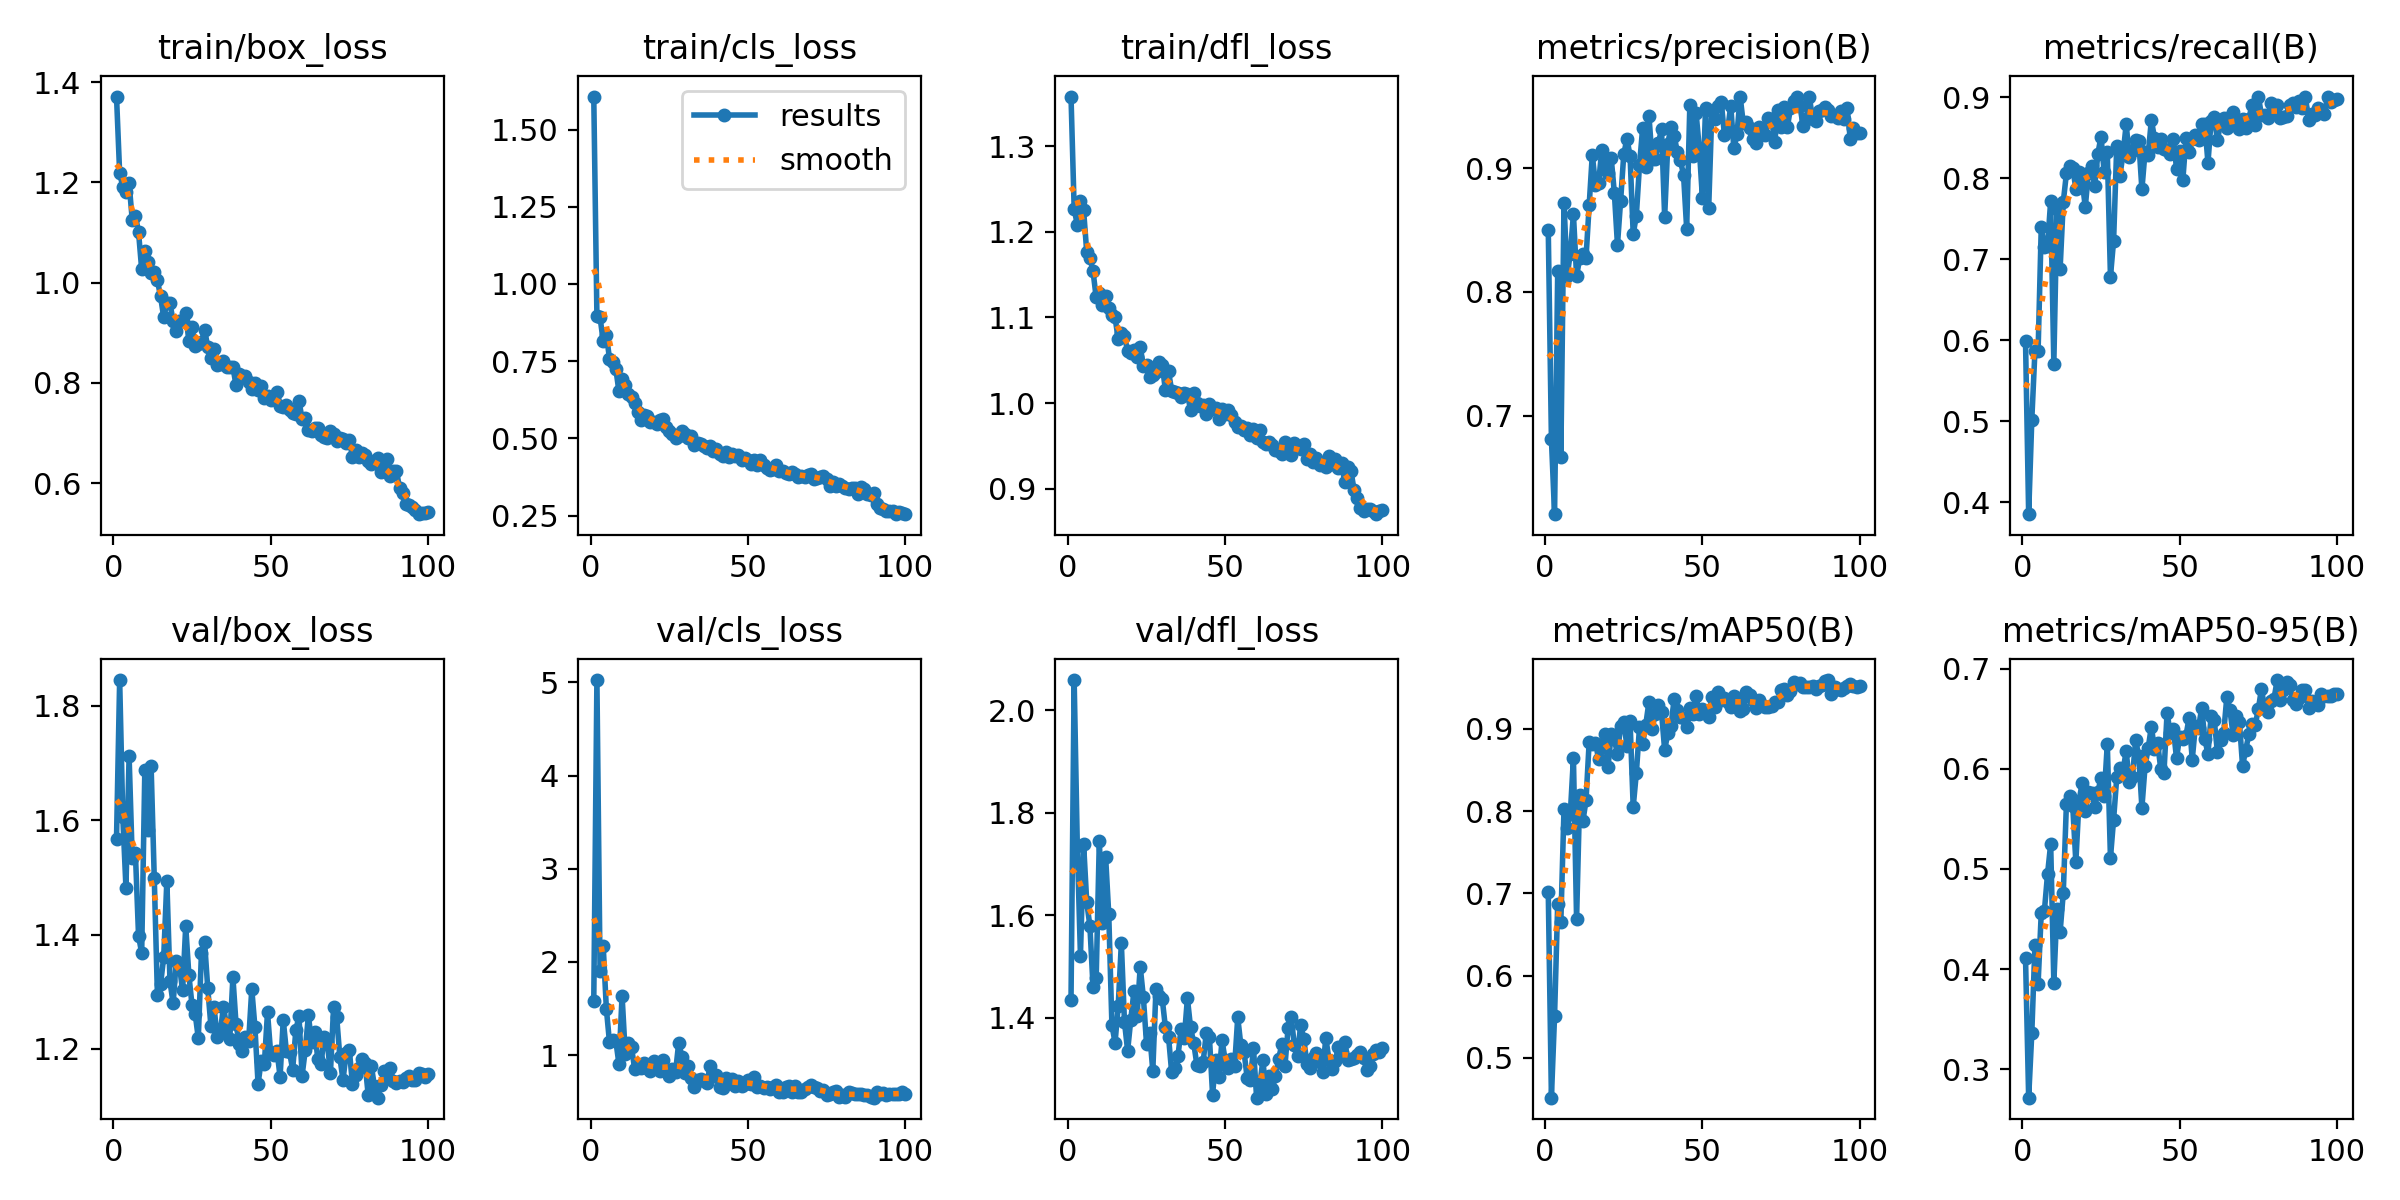 train/box_loss
1.4
1.2
1.0
0.8
0.6
0 50 100
train/cls_loss
results
smooth
1.50
1.25
1.00
0.75
0.50
0.25
0 50 100
train/dfl_loss
1.3
1.2
1.1
1.0
0.9
0 50 100
metrics/precision(B)
0.9
0.8
0.7
0 50 100
metrics/recall(B)
0.9
0.8
0.7
0.6
0.5
0.4
0 50 100
val/box_loss
1.8
1.6
1.4
1.2
0 50 100
val/cls_loss
5
4
3
2
1
0 50 100
val/dfl_loss
2.0
1.8
1.6
1.4
0 50 100
metrics/mAP50(B)
0.9
0.8
0.7
0.6
0.5
0 50 100
metrics/mAP50-95(B)
0.7
0.6
0.5
0.4
0.3
0 50 100